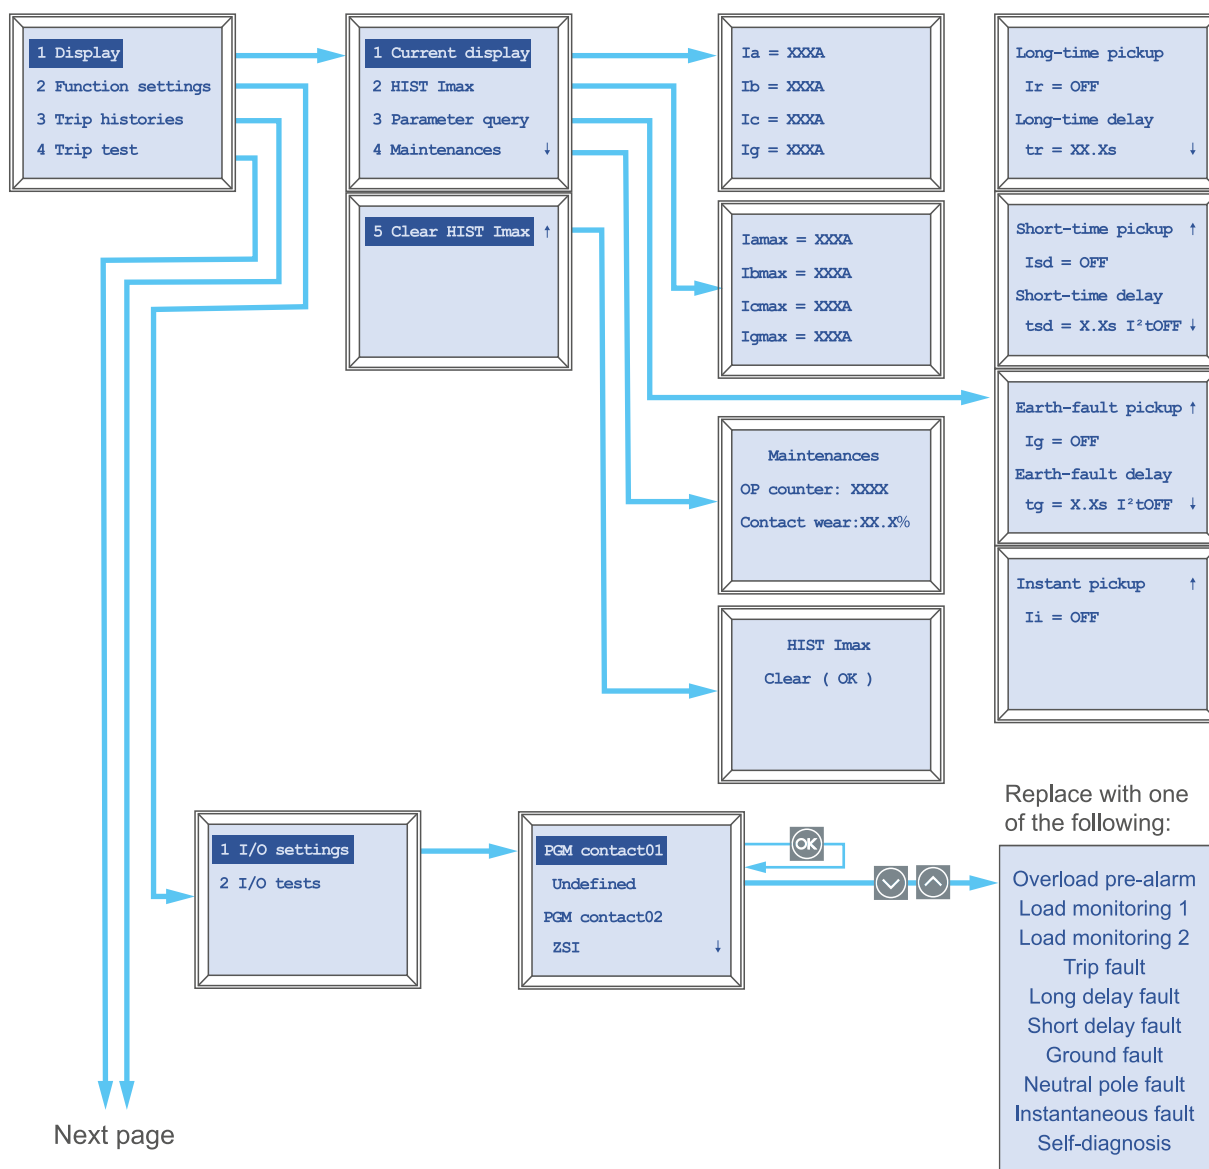 1 Display
2 Function settings
3 Trip histories
4 Trip test
1 Current display
2 HIST Imax
3 Parameter query
4 Maintenances ↓
5 Clear HIST Imax ↑
Ia = XXXA
Ib = XXXA
Ic = XXXA
Ig = XXXA
Iamax = XXXA
Ibmax = XXXA
Icmax = XXXA
Igmax = XXXA
Maintenances
OP counter: XXXX
Contact wear:XX.X%
HIST Imax
Clear ( OK )
Long-time pickup
Ir = OFF
Long-time delay
tr = XX.Xs ↓
Short-time pickup ↑
Isd = OFF
Short-time delay
tsd = X.Xs I²tOFF ↓
Earth-fault pickup ↑
Ig = OFF
Earth-fault delay
tg = X.Xs I²tOFF ↓
Instant pickup ↑
Ii = OFF
1 I/O settings
2 I/O tests
PGM contact01
Undefined
PGM contact02
ZSI ↓
OK
Replace with one
of the following:
Overload pre-alarm
Load monitoring 1
Load monitoring 2
Trip fault
Long delay fault
Short delay fault
Ground fault
Neutral pole fault
Instantaneous fault
Self-diagnosis
Next page